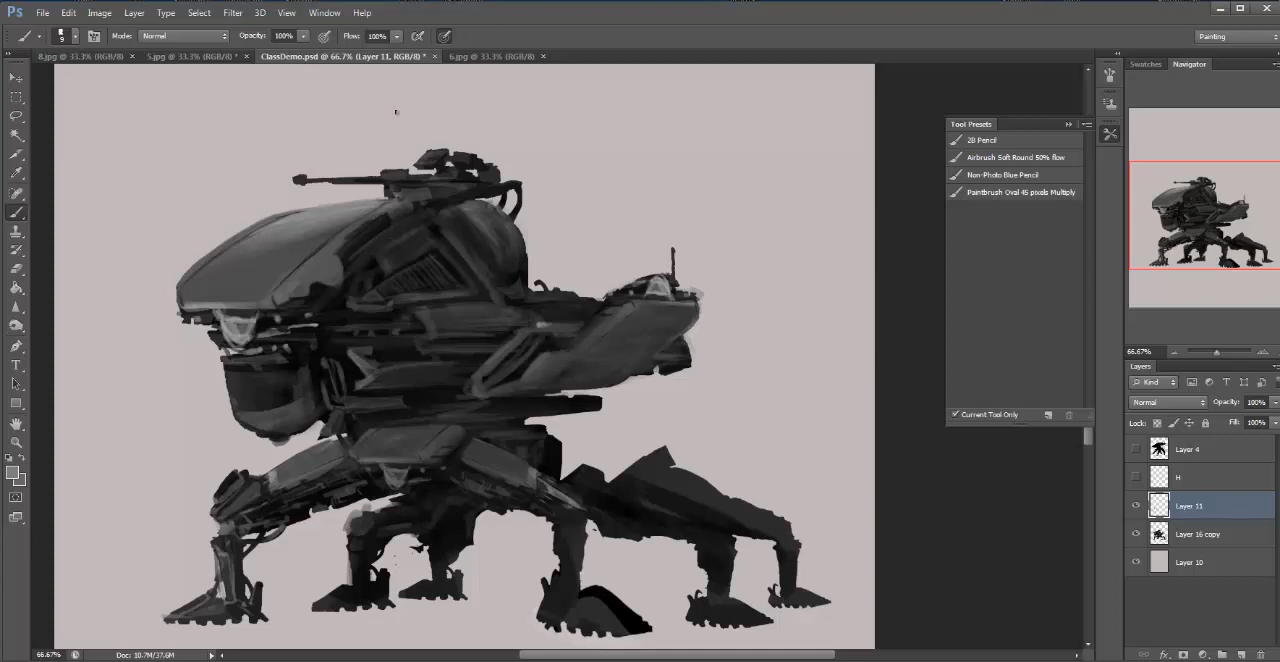 Ps File Edit Image Layer Type Select Filter 3D View Window Help
9 Mode: Normal Opacity: 100% Flow: 100% Painting
8.jpg @ 33.3% (RGB/8) × 5.jpg @ 33.3% (RGB/8) * × ClassDemo.psd @ 66.7% (Layer 11, RGB/8) * × 6.jpg @ 33.3% (RGB/8) ×
Swatches Navigator
Tool Presets
2B Pencil
Airbrush Soft Round 50% flow
Non-Photo Blue Pencil
Paintbrush Oval 45 pixels Multiply
Current Tool Only
66.67%
Layers
Kind
Normal Opacity: 100%
Lock: Fill: 100%
Layer 4
H
Layer 11
Layer 16 copy
Layer 10
fx
66.67% Doc: 10.7M/37.6M